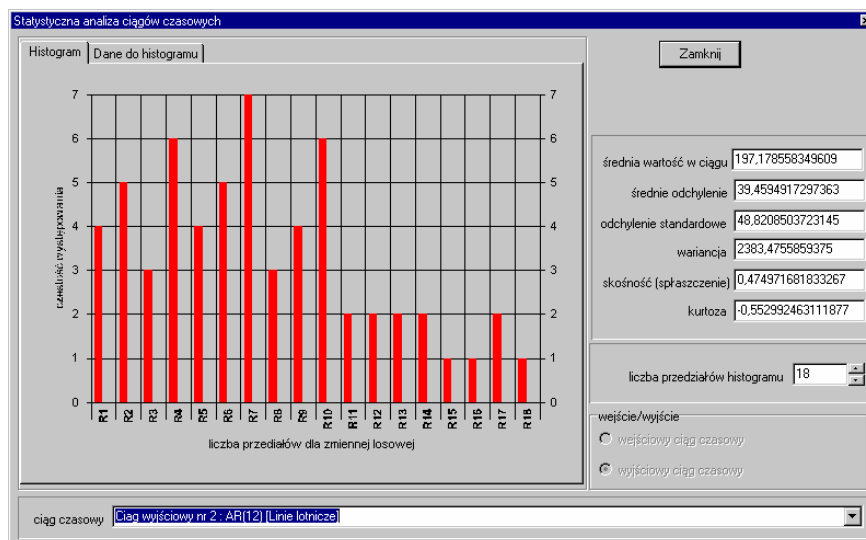 Statystyczna analiza ciągów czasowych
Histogram
Dane do histogramu
Zamknij
7 7
6 6
5 5
4 4
3 3
2 2
1 1
0 0
częstość występowania
R1 R2 R3 R4 R5 R6 R7 R8 R9 R10 R11 R12 R13 R14 R15 R16 R17 R18
liczba przediałów dla zmiennej losowej
średnia wartość w ciągu 197,178558349609
średnie odchylenie 39,4594917297363
odchylenie standardowe 48,8208503723145
wariancja 2383,4755859375
skośność (spłaszczenie) 0,474971681833267
kurtoza -0,552992463111877
liczba przedziałów histogramu 18
wejście/wyjście
wejściowy ciąg czasowy
wyjściowy ciąg czasowy
ciąg czasowy Ciag wyjściowy nr 2 : AR(12) [Linie lotnicze]